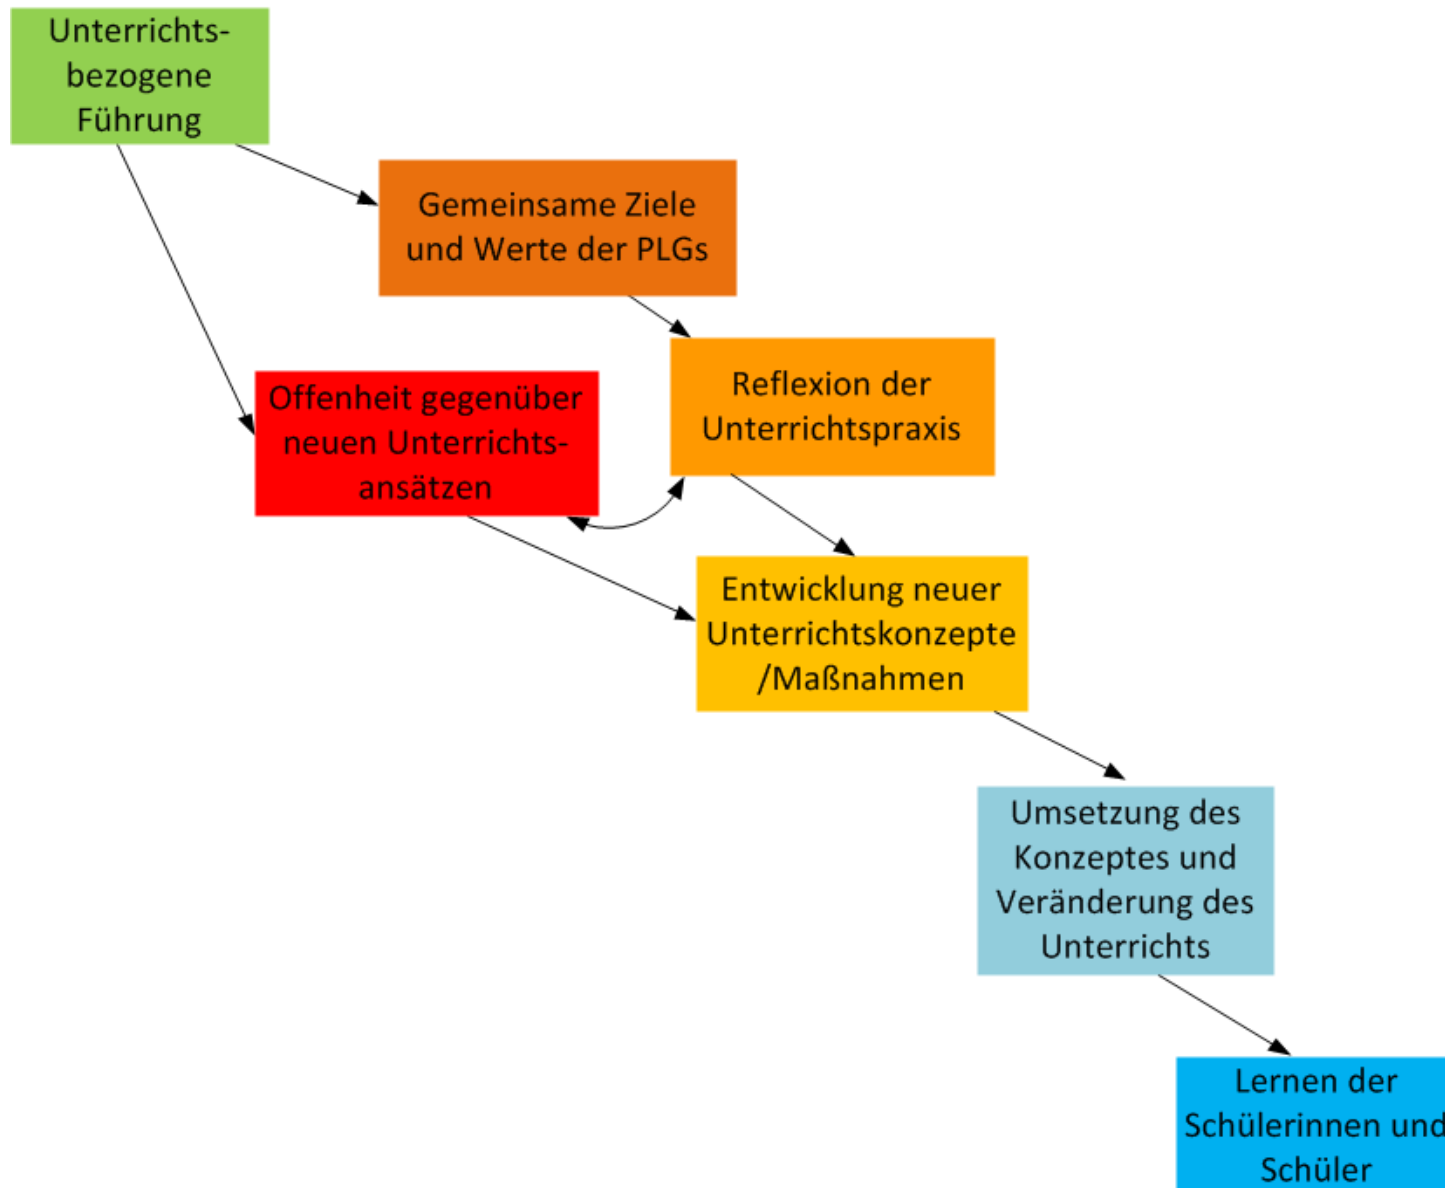 Unterrichts-
bezogene
Führung
Gemeinsame Ziele
und Werte der PLGs
Reflexion der
Unterrichtspraxis
Offenheit gegenüber
neuen Unterrichts-
ansätzen
Entwicklung neuer
Unterrichtskonzepte
/Maßnahmen
Umsetzung des
Konzeptes und
Veränderung des
Unterrichts
Lernen der
Schülerinnen und
Schüler